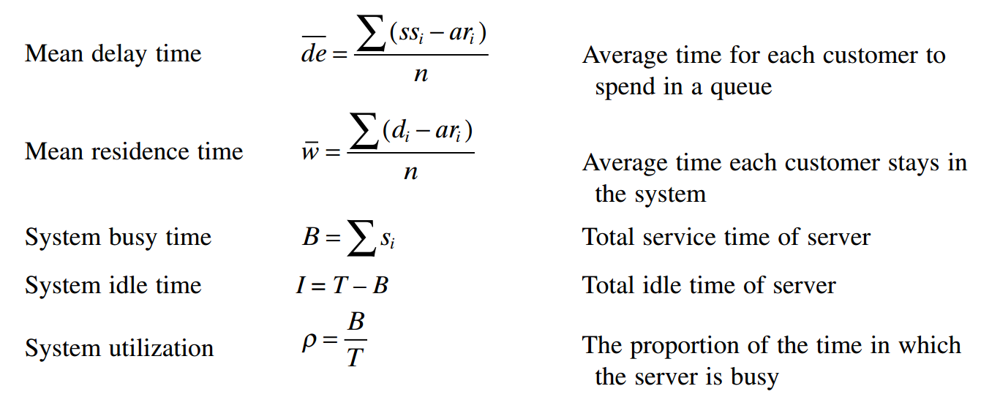 Mean delay time    \overline{de} = \frac{\sum (ss_i - ar_i)}{n}    Average time for each customer to
spend in a queue
Mean residence time    \overline{w} = \frac{\sum (d_i - ar_i)}{n}    Average time each customer stays in
the system
System busy time    B = \sum s_i    Total service time of server
System idle time    I = T – B    Total idle time of server
System utilization    \rho = \frac{B}{T}    The proportion of the time in which
the server is busy